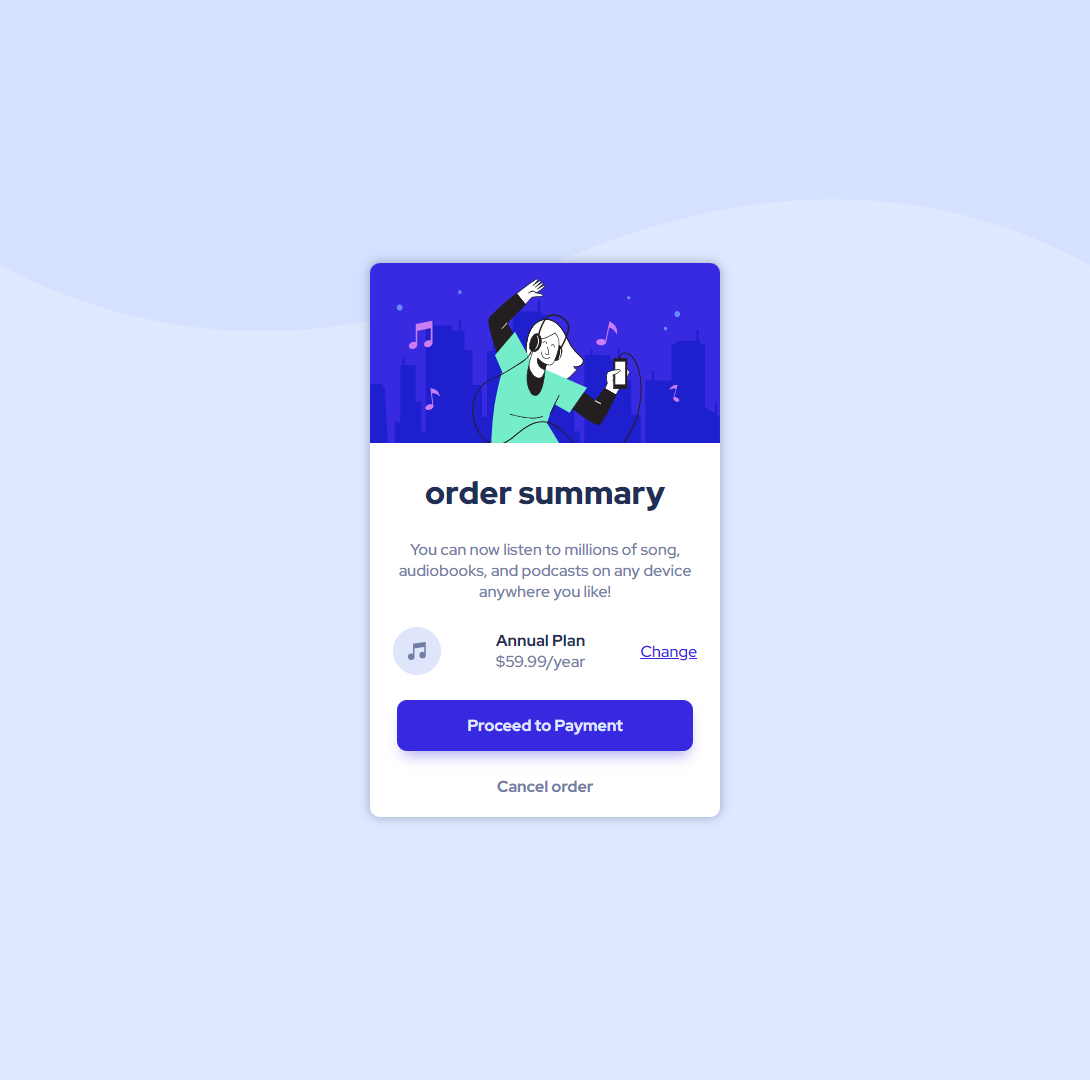 order summary
You can now listen to millions of song,
audiobooks, and podcasts on any device
anywhere you like!
Annual Plan
$59.99/year
Change
Proceed to Payment
Cancel order